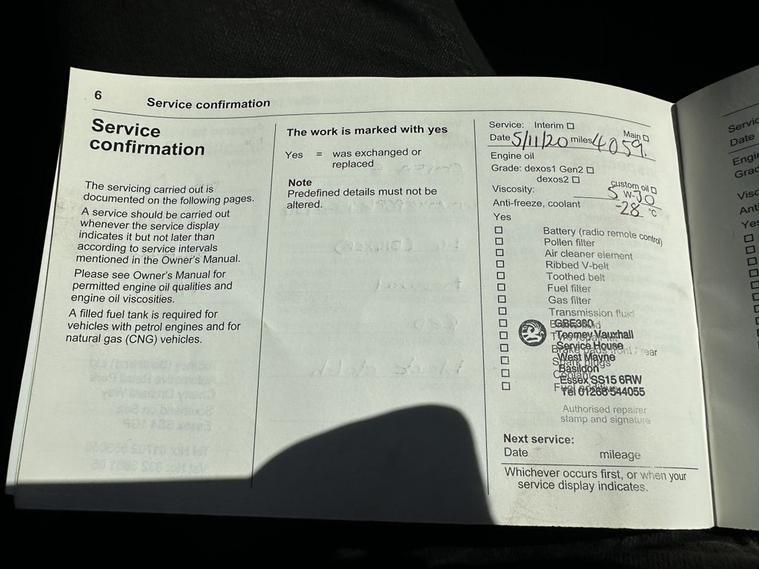 6 Service confirmation
Service
confirmation
The servicing carried out is
documented on the following pages.
A service should be carried out
whenever the service display
indicates it but not later than
according to service intervals
mentioned in the Owner's Manual.
Please see Owner's Manual for
permitted engine oil qualities and
engine oil viscosities.
A filled fuel tank is required for
vehicles with petrol engines and for
natural gas (CNG) vehicles.
The work is marked with yes
Yes = was exchanged or
replaced
Note
Predefined details must not be
altered.
Service: Interim ☐ Main ☐
Date 5/11/20 miles 4059.
Engine oil
Grade: dexos1 Gen2 ☐
dexos2 ☐
custom oil ☐
Viscosity: 5 W-30
Anti-freeze, coolant -28 °C
Yes
☐ Battery (radio remote control)
☐ Pollen filter
☐ Air cleaner element
☐ Ribbed V-belt
☐ Toothed belt
☐ Fuel filter
☐ Gas filter
☐ Transmission fluid
GBE360
Toomey Vauxhall
Service House
West Mayne
Basildon
Essex SS15 6RW
Tel 01268 544055
Authorised repairer
stamp and signature
Next service:
Date mileage
Whichever occurs first, or when your
service display indicates.